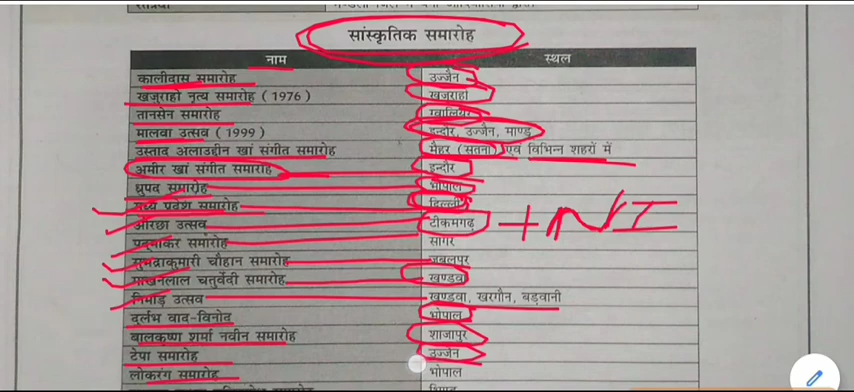 सांस्कृतिक समारोह
नाम स्थल
कालीदास समारोह उज्जैन
खजुराहो नृत्य समारोह (1976) खजुराहो
तानसेन समारोह ग्वालियर
मालवा उत्सव (1999) इन्दौर, उज्जैन, माण्डू
उस्ताद अलाउद्दीन खां संगीत समारोह मैहर (सतना) एवं विभिन्न शहरों में
अमीर खां संगीत समारोह इन्दौर
ध्रुपद समारोह भोपाल
मध्य प्रदेश समारोह दिल्ली
ओरछा उत्सव टीकमगढ़ + NI
पद्माकर समारोह सागर
सुभद्राकुमारी चौहान समारोह जबलपुर
माखनलाल चतुर्वेदी समारोह खण्डवा
निमाड़ उत्सव खण्डवा, खरगौन, बड़वानी
दुर्लभ वाद्य-विनोद भोपाल
बालकृष्ण शर्मा नवीन समारोह शाजापुर
टेपा समारोह उज्जैन
लोकरंग समारोह भोपाल